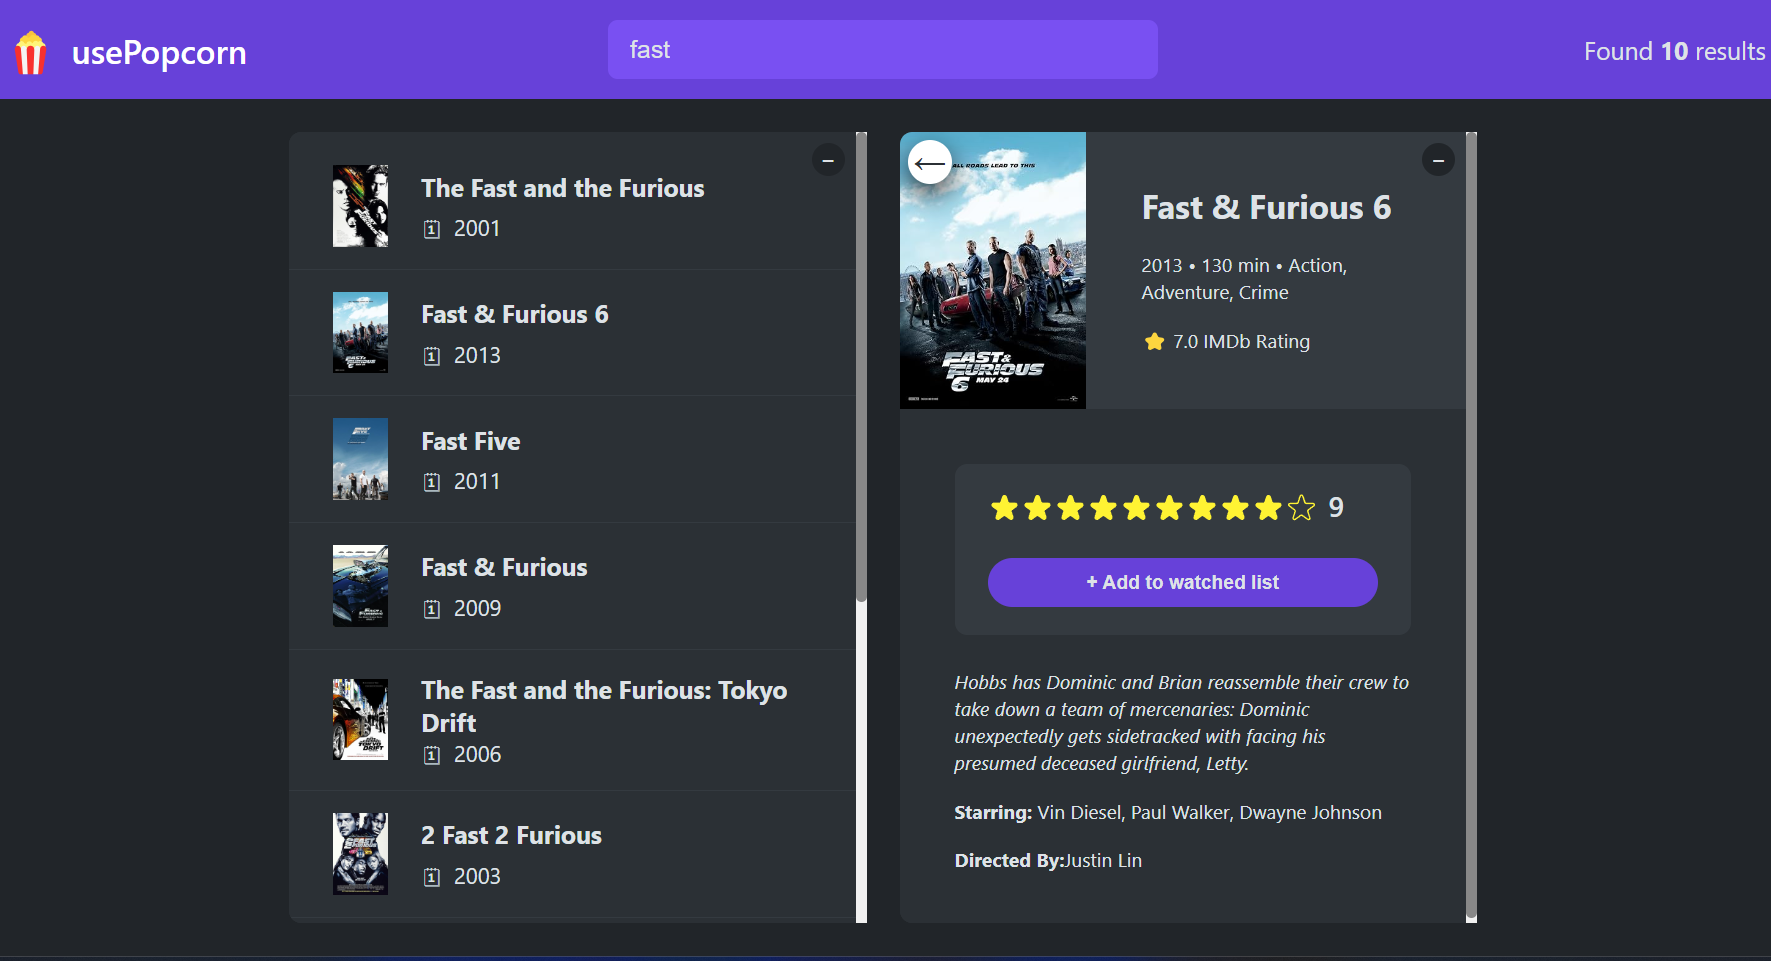 usePopcorn
fast
Found 10 results
The Fast and the Furious
2001
Fast & Furious 6
2013
Fast Five
2011
Fast & Furious
2009
The Fast and the Furious: Tokyo
Drift
2006
2 Fast 2 Furious
2003
ALL ROADS LEAD TO THIS
FAST &
FURIOUS
6 MAY 24
Fast & Furious 6
2013 • 130 min • Action,
Adventure, Crime
7.0 IMDb Rating
9
+ Add to watched list
Hobbs has Dominic and Brian reassemble their crew to
take down a team of mercenaries: Dominic
unexpectedly gets sidetracked with facing his
presumed deceased girlfriend, Letty.
Starring: Vin Diesel, Paul Walker, Dwayne Johnson
Directed By:Justin Lin